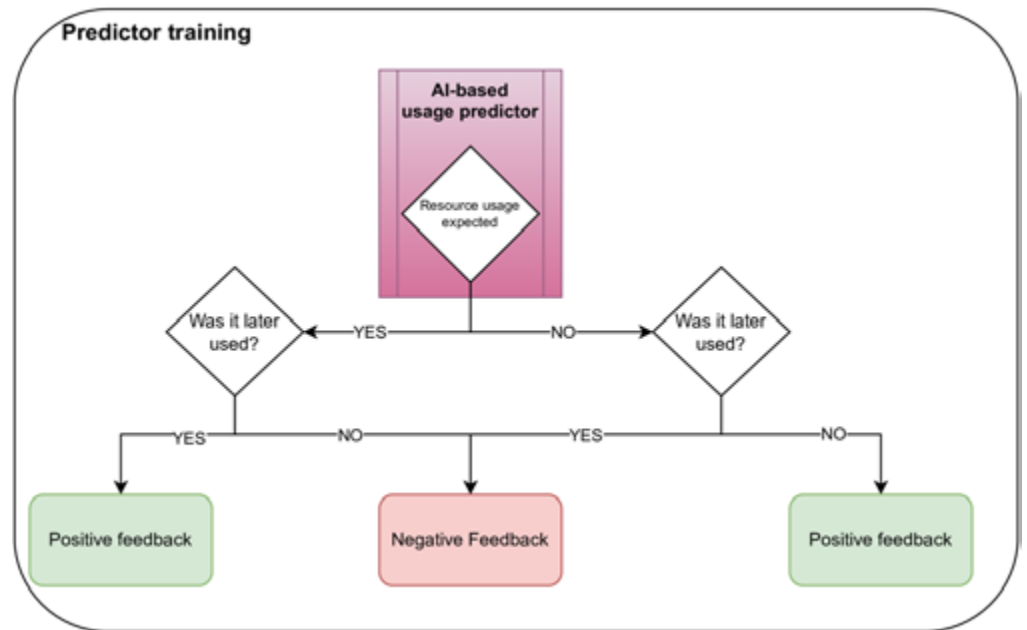 Predictor training
AI-based
usage predictor
Resource usage
expected
Was it later
used?
YES
NO
Was it later
used?
YES
NO
YES
NO
Positive feedback
Negative Feedback
Positive feedback